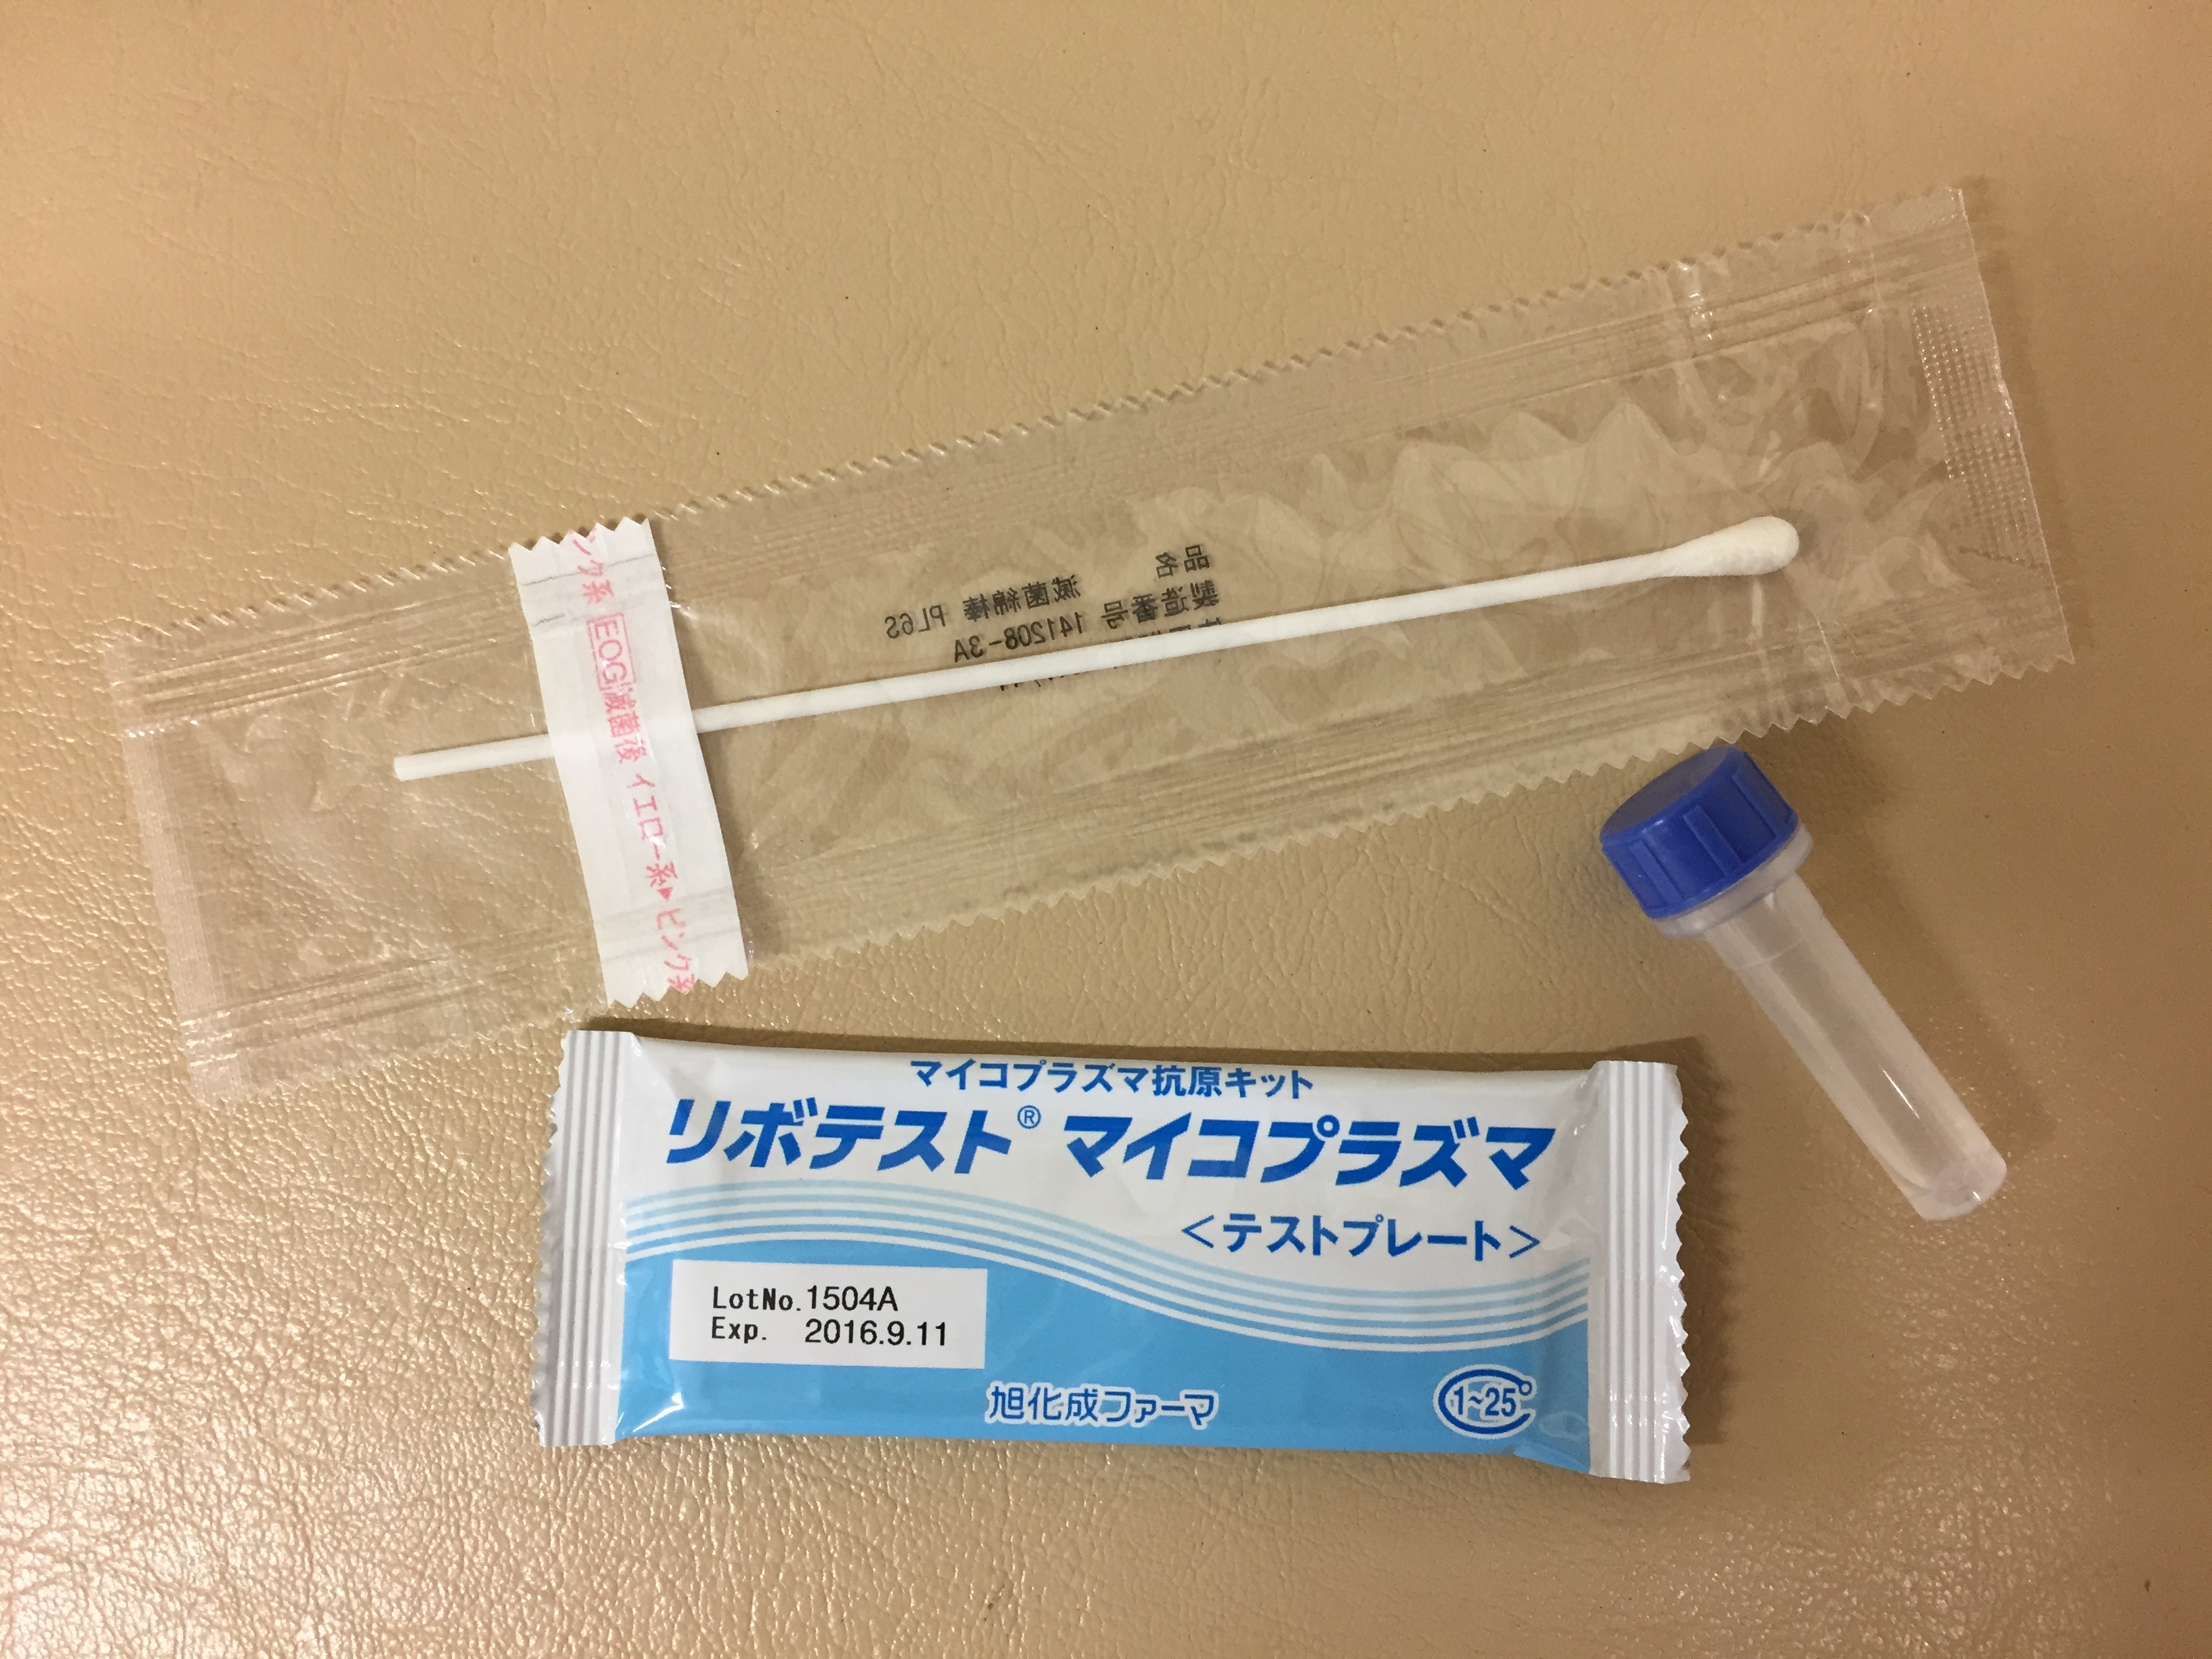 品名 滅菌綿棒 PL6S
製造番号 141208-3A
ンク系 EOG滅菌後 イエロー系▶ピンク系
マイコプラズマ抗原キット
リボテスト® マイコプラズマ
<テストプレート>
LotNo.1504A
Exp. 2016.9.11
旭化成ファーマ
1~25°